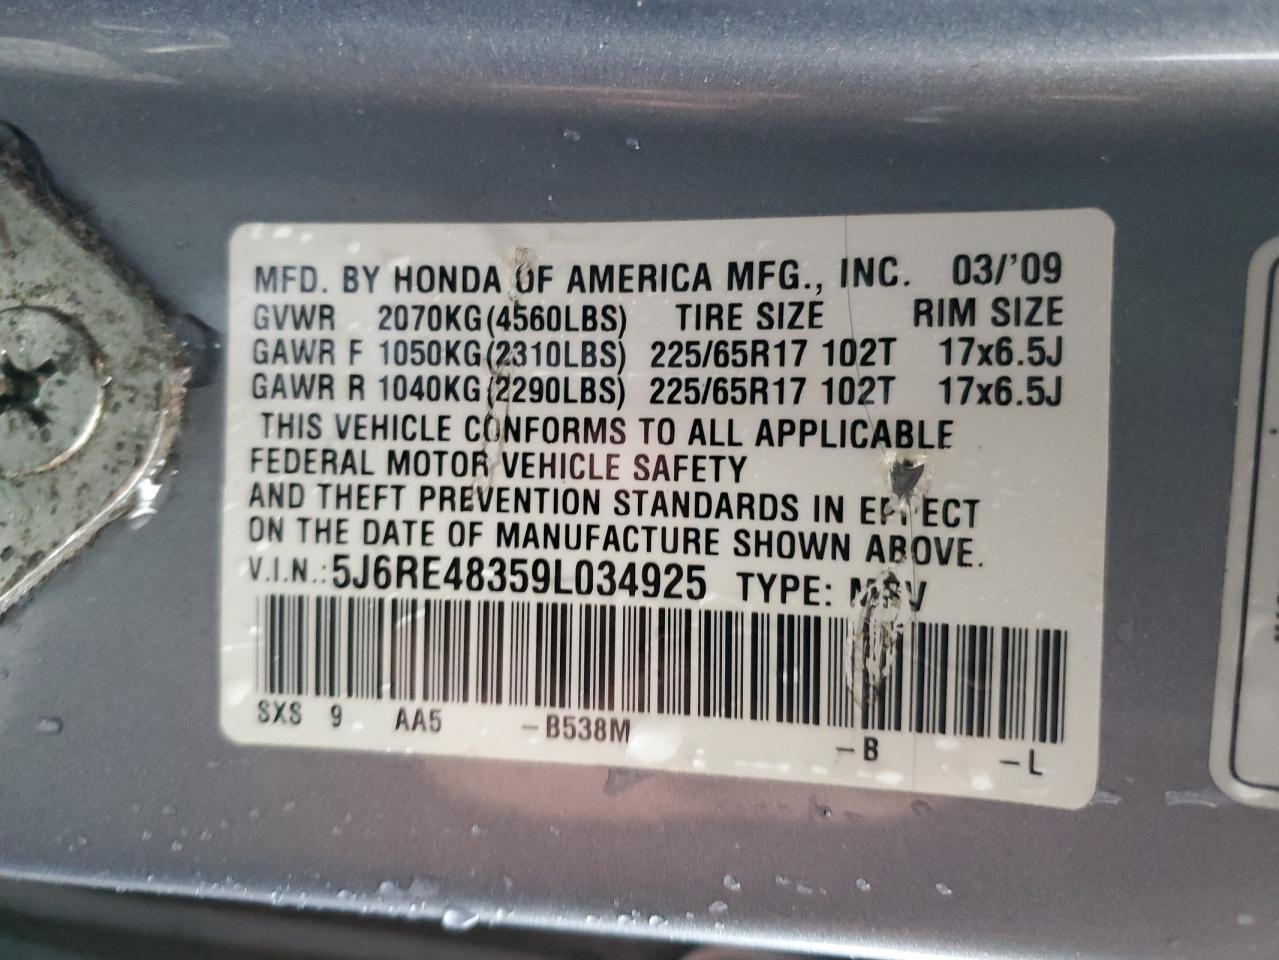 MFD. BY HONDA OF AMERICA MFG., INC. 03/'09
GVWR 2070KG(4560LBS) TIRE SIZE RIM SIZE
GAWR F 1050KG(2310LBS) 225/65R17 102T 17x6.5J
GAWR R 1040KG(2290LBS) 225/65R17 102T 17x6.5J
THIS VEHICLE CONFORMS TO ALL APPLICABLE
FEDERAL MOTOR VEHICLE SAFETY
AND THEFT PREVENTION STANDARDS IN EFFECT
ON THE DATE OF MANUFACTURE SHOWN ABOVE.
V.I.N.: 5J6RE48359L034925 TYPE:
SXS 9 AA5 -B538M -B -L